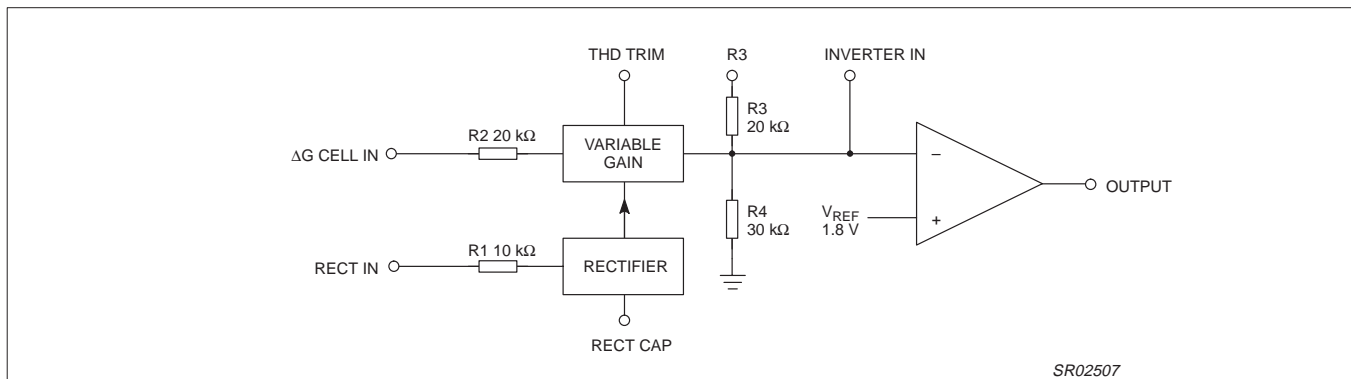 THD TRIM
R3
INVERTER IN
R3
20 kΩ
R2 20 kΩ
ΔG CELL IN
VARIABLE
GAIN
−
OUTPUT
VREF
1.8 V
+
R4
30 kΩ
R1 10 kΩ
RECT IN
RECTIFIER
RECT CAP
SR02507